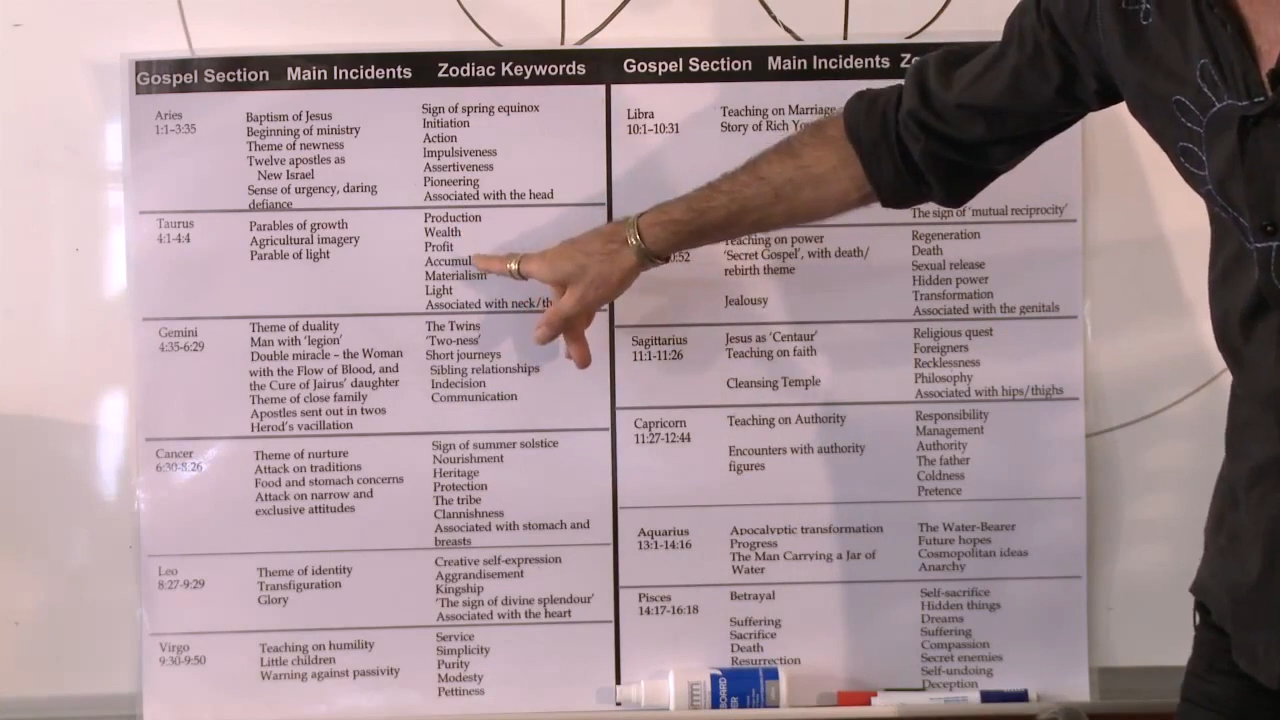 Gospel Section Main Incidents Zodiac Keywords
Aries
1:1–3:35
Baptism of Jesus
Beginning of ministry
Theme of newness
Twelve apostles as
New Israel
Sense of urgency, daring
defiance
Sign of spring equinox
Initiation
Action
Impulsiveness
Assertiveness
Pioneering
Associated with the head
Taurus
4:1-4:4
Parables of growth
Agricultural imagery
Parable of light
Production
Wealth
Profit
Accumul
Materialism
Light
Associated with neck/th
Gemini
4:35-6:29
Theme of duality
Man with 'legion'
Double miracle – the Woman
with the Flow of Blood, and
the Cure of Jairus' daughter
Theme of close family
Apostles sent out in twos
Herod's vacillation
The Twins
'Two-ness'
Short journeys
Sibling relationships
Indecision
Communication
Cancer
6:30-8:26
Theme of nurture
Attack on traditions
Food and stomach concerns
Attack on narrow and
exclusive attitudes
Sign of summer solstice
Nourishment
Heritage
Protection
The tribe
Clannishness
Associated with stomach and
breasts
Leo
8:27-9:29
Theme of identity
Transfiguration
Glory
Creative self-expression
Aggrandisement
Kingship
'The sign of divine splendour'
Associated with the heart
Virgo
9:30-9:50
Teaching on humility
Little children
Warning against passivity
Service
Simplicity
Purity
Modesty
Pettiness
Gospel Section Main Incidents Zo
Libra
10:1–10:31
Teaching on Marriage
Story of Rich Yo
The sign of 'mutual reciprocity'
0:52
Teaching on power
'Secret Gospel', with death/
rebirth theme
Jealousy
Regeneration
Death
Sexual release
Hidden power
Transformation
Associated with the genitals
Sagittarius
11:1-11:26
Jesus as 'Centaur'
Teaching on faith
Cleansing Temple
Religious quest
Foreigners
Recklessness
Philosophy
Associated with hips/thighs
Capricorn
11:27-12:44
Teaching on Authority
Encounters with authority
figures
Responsibility
Management
Authority
The father
Coldness
Pretence
Aquarius
13:1-14:16
Apocalyptic transformation
Progress
The Man Carrying a Jar of
Water
The Water-Bearer
Future hopes
Cosmopolitan ideas
Anarchy
Pisces
14:17-16:18
Betrayal
Suffering
Sacrifice
Death
Resurrection
Self-sacrifice
Hidden things
Dreams
Suffering
Compassion
Secret enemies
Self-undoing
Deception